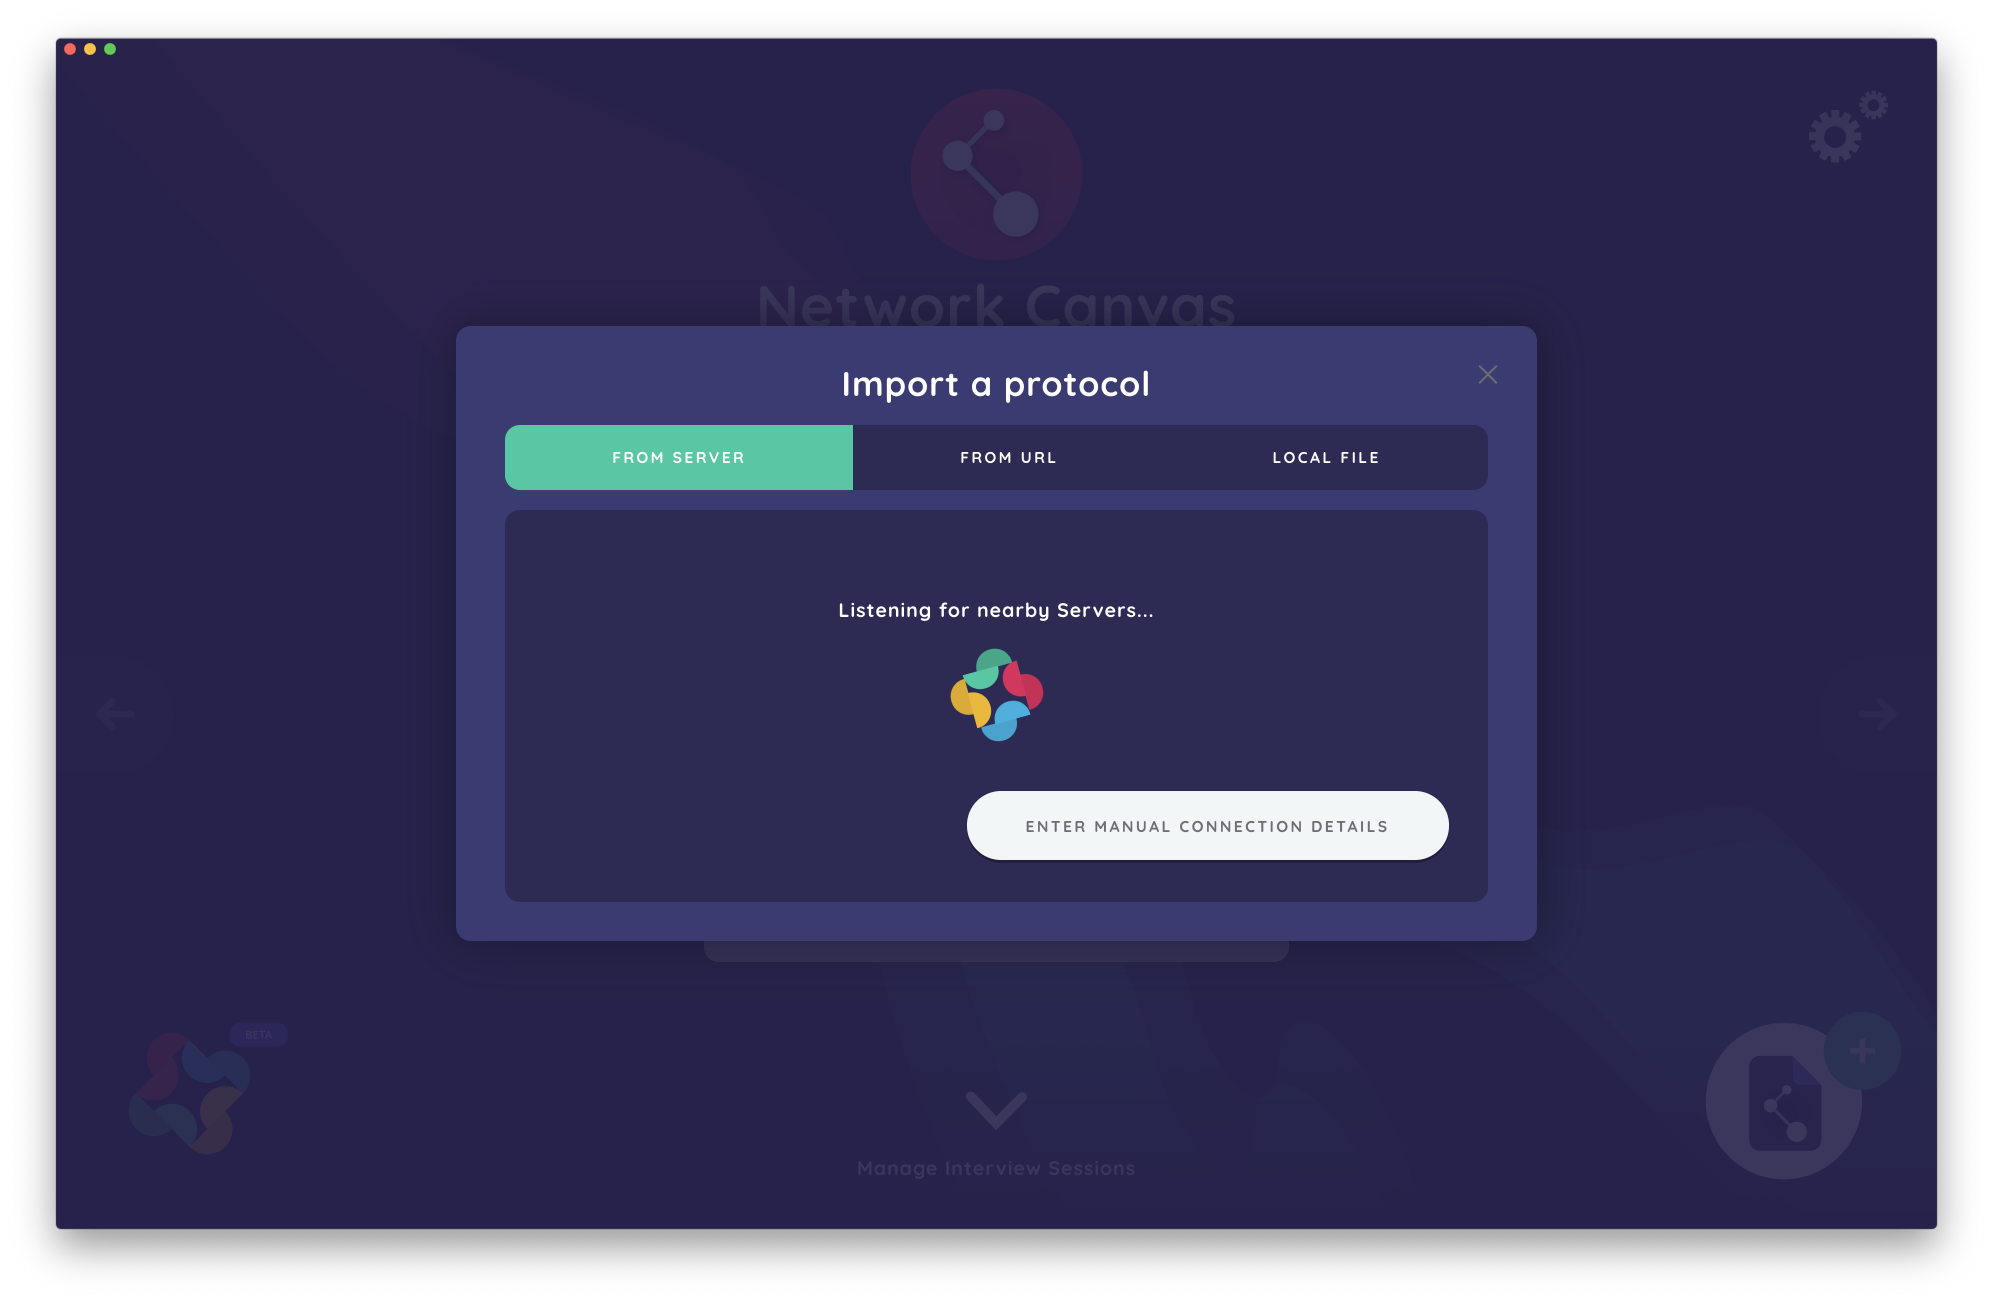 Network Canvas
Import a protocol
FROM SERVER
FROM URL
LOCAL FILE
Listening for nearby Servers...
ENTER MANUAL CONNECTION DETAILS
BETA
Manage Interview Sessions